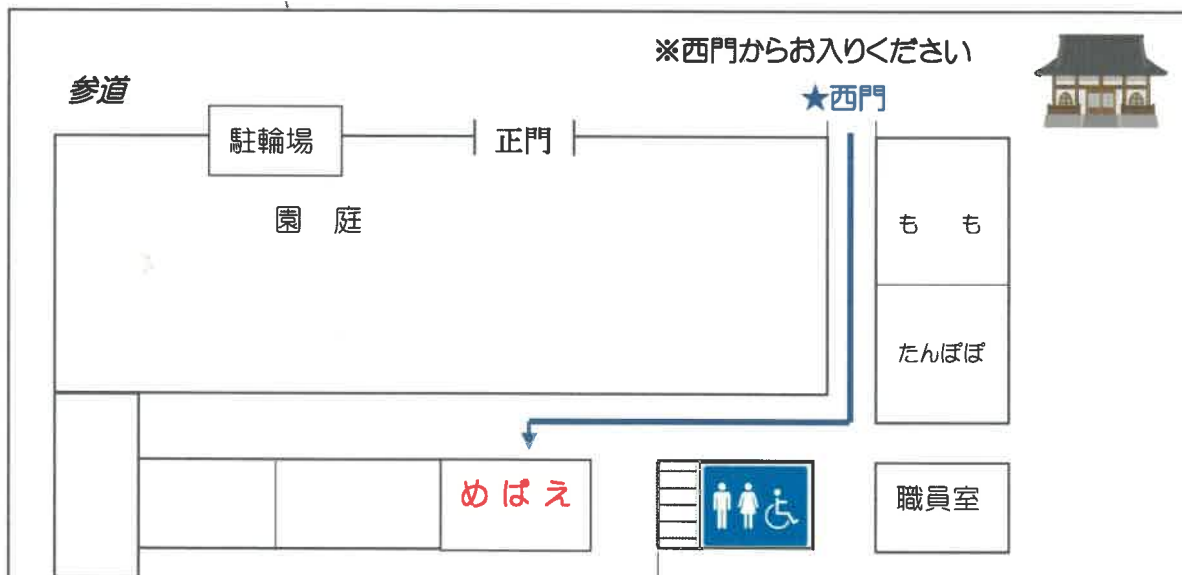 ※西門からお入りください
参道
★西門
駐輪場
正門
園 庭
も も
たんぽぽ
めばえ
職員室